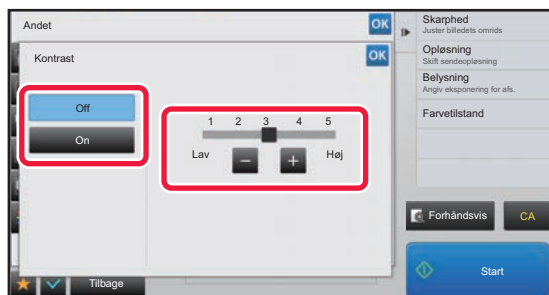 Andet
OK
Kontrast
OK
Off
On
1 2 3 4 5
Lav
Høj
Skarphed
Juster billedets omrids
Opløsning
Skift sendeopløsning
Belysning
Angiv eksponering for afs.
Farvetilstand
Forhåndsvis
CA
Start
Tilbage